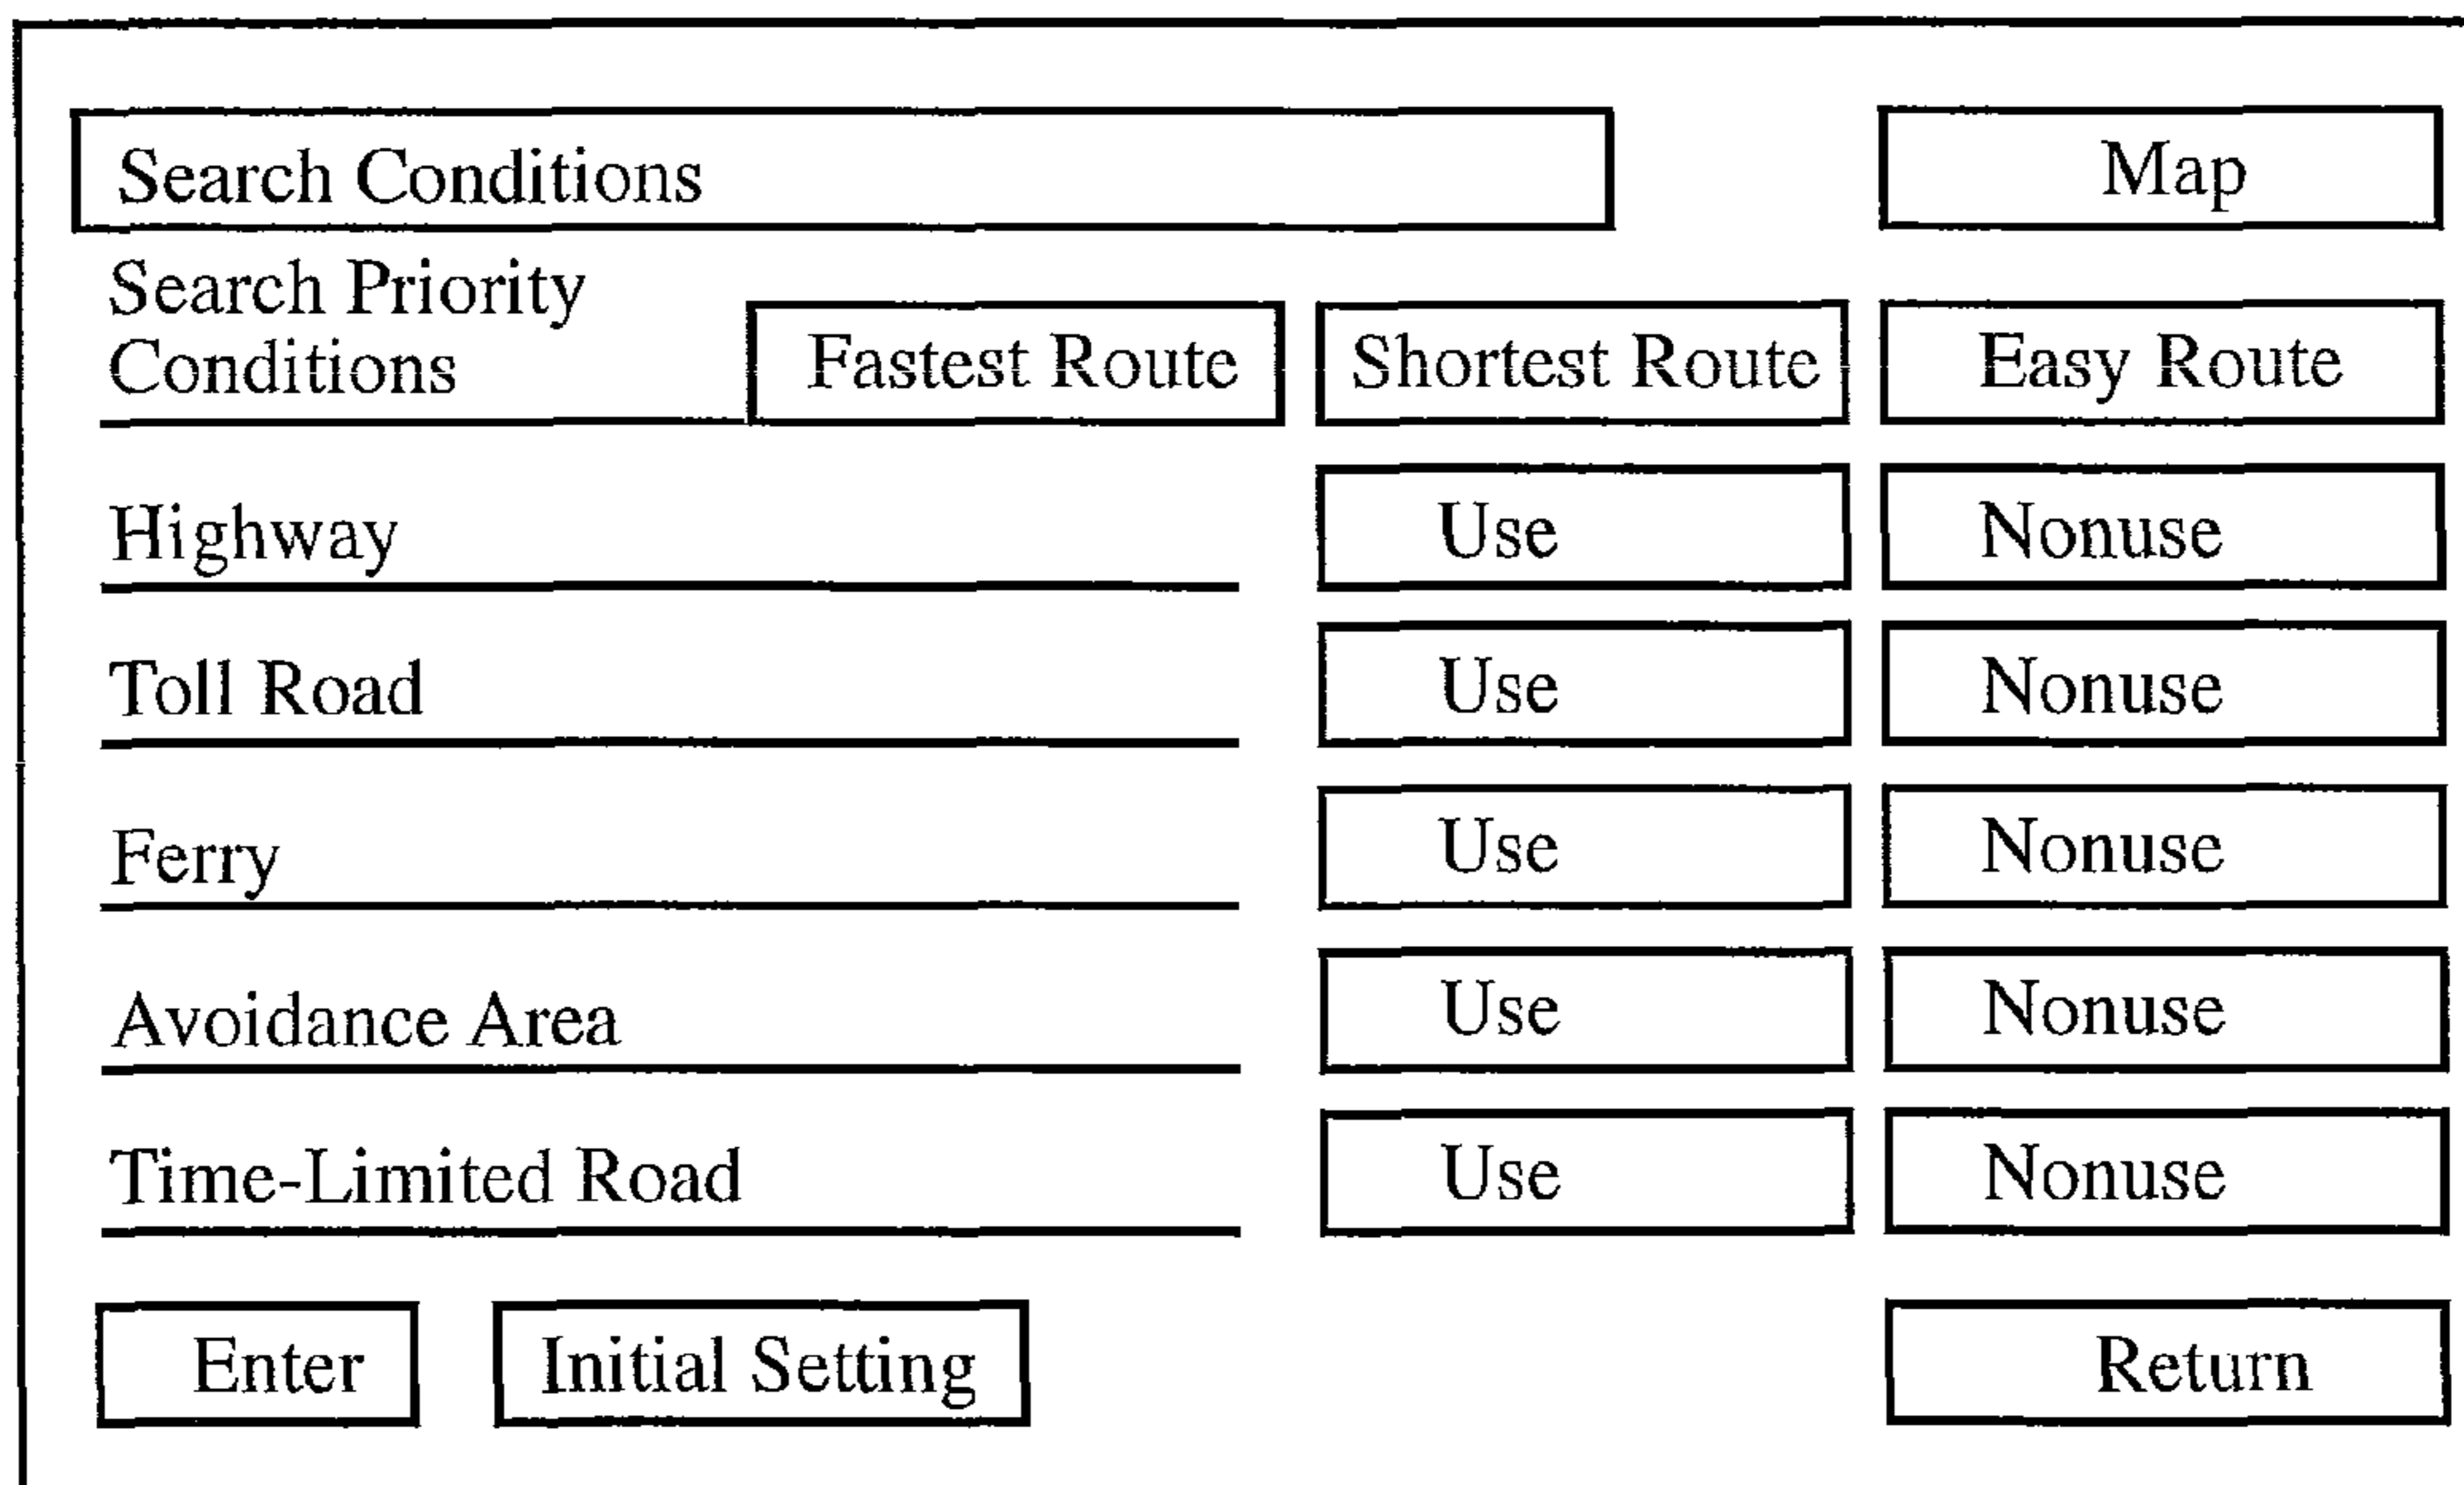 Search Conditions Map
Search Priority
Conditions Fastest Route Shortest Route Easy Route
Highway Use Nonuse
Toll Road Use Nonuse
Ferry Use Nonuse
Avoidance Area Use Nonuse
Time-Limited Road Use Nonuse
Enter Initial Setting Return